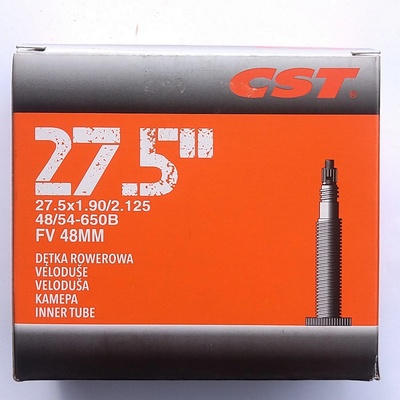 CST®
27.5"
27.5x1.90/2.125
48/54-650B
FV 48MM
DĘTKA ROWEROWA
VELODUŠE
VELODUŠA
КАМЕРА
INNER TUBE